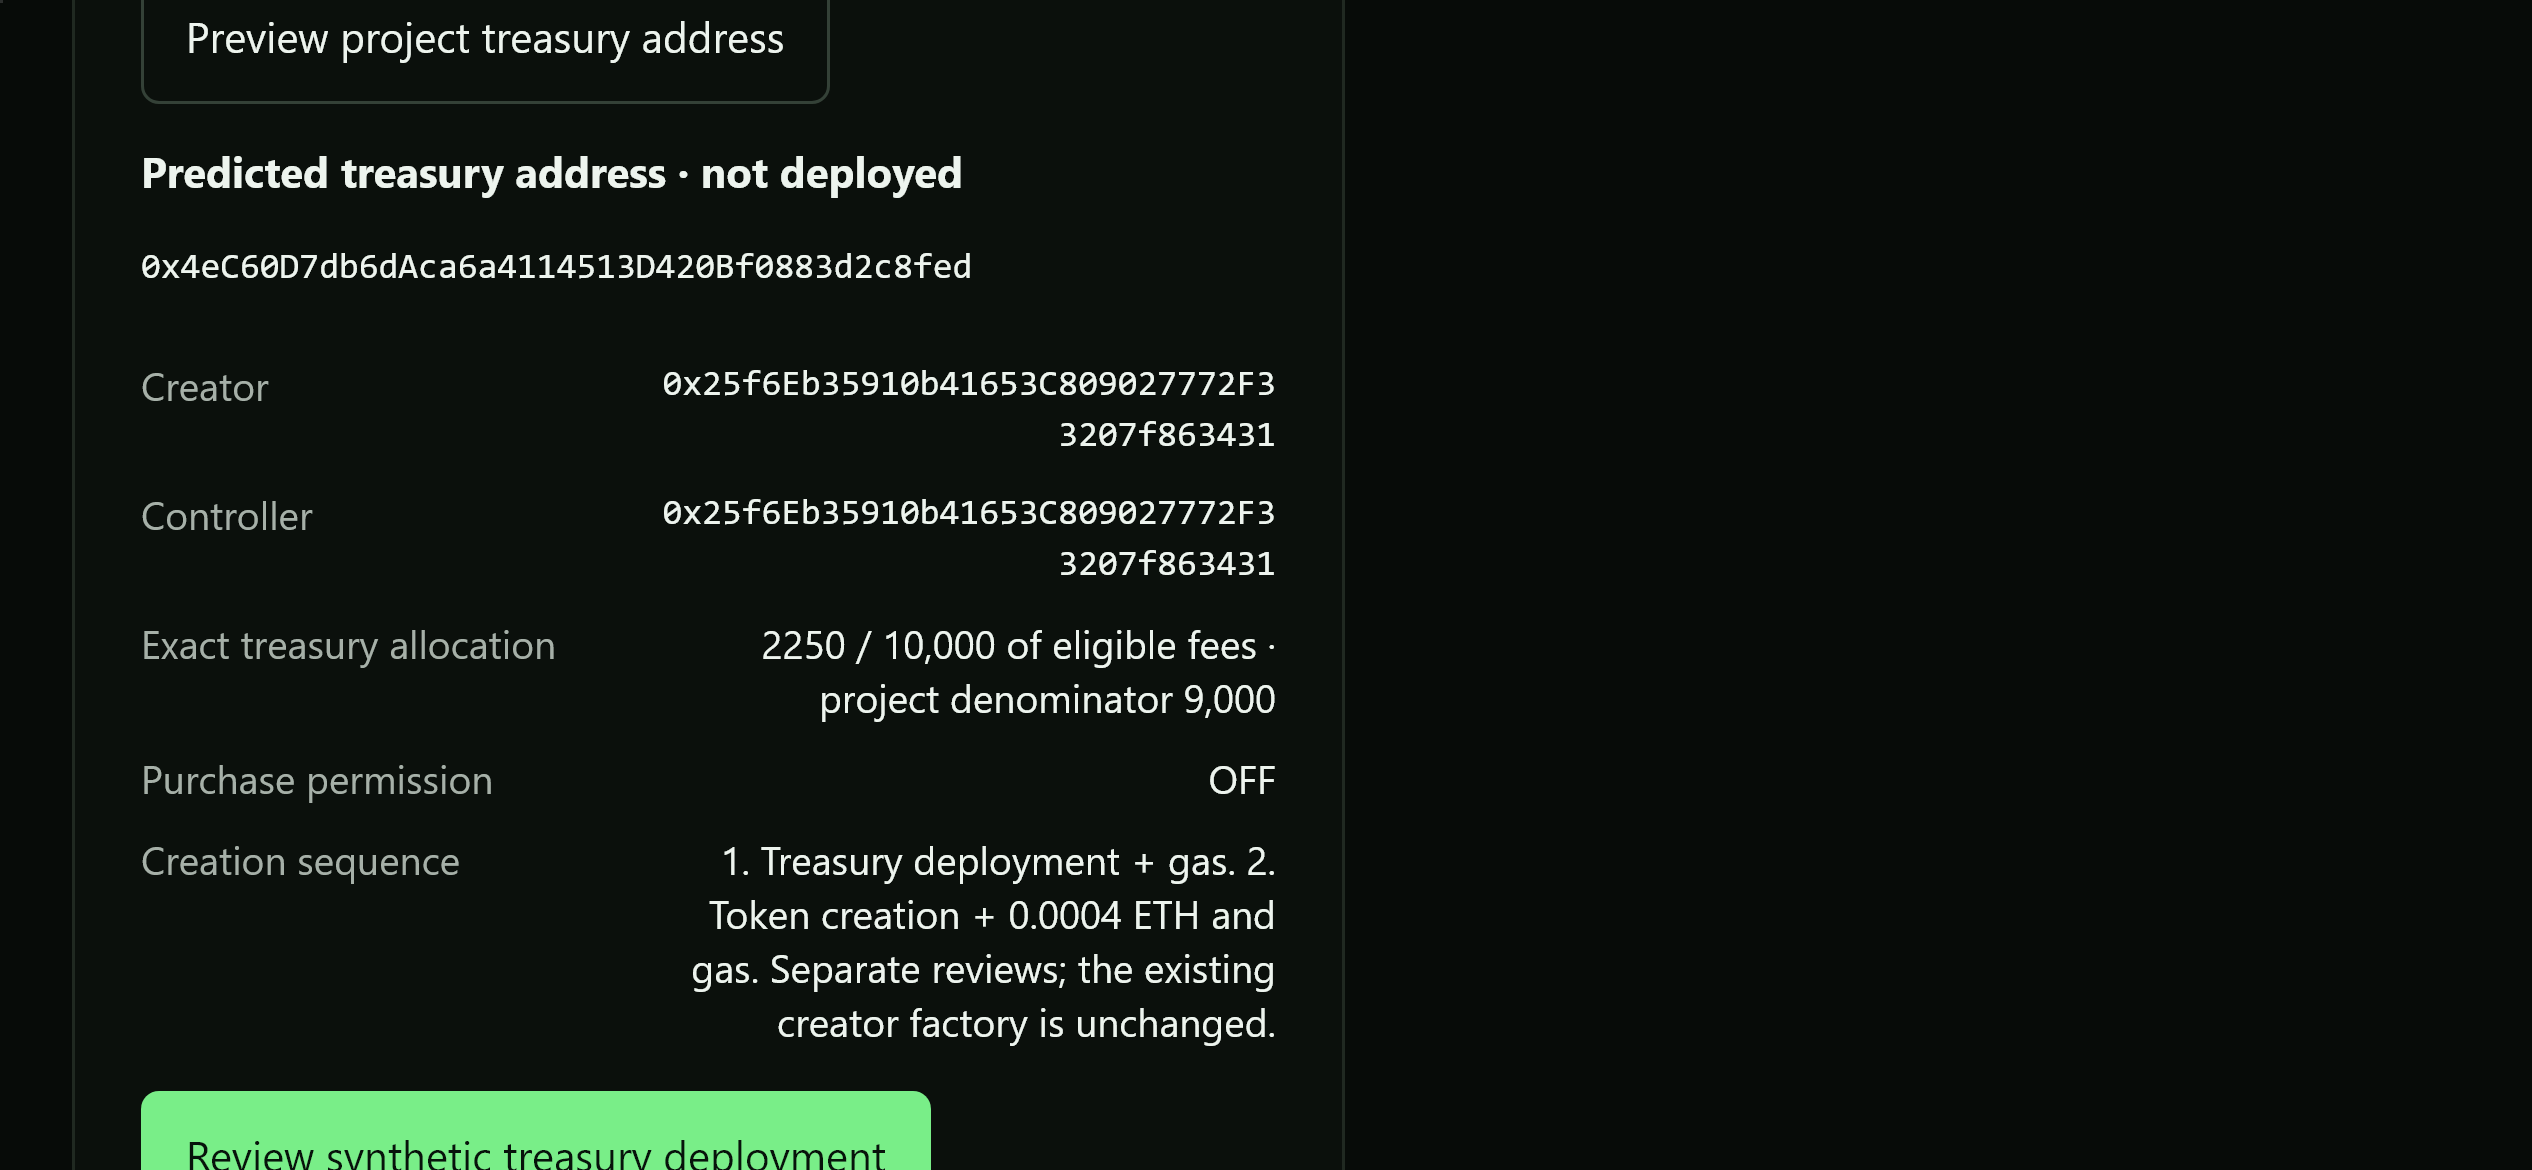 Preview project treasury address
Predicted treasury address · not deployed
0x4eC60D7db6dAca6a4114513D420Bf0883d2c8fed
Creator
0x25f6Eb35910b41653C809027772F3
3207f863431
Controller
0x25f6Eb35910b41653C809027772F3
3207f863431
Exact treasury allocation
2250 / 10,000 of eligible fees ·
project denominator 9,000
Purchase permission
OFF
Creation sequence
1. Treasury deployment + gas. 2.
Token creation + 0.0004 ETH and
gas. Separate reviews; the existing
creator factory is unchanged.
Review synthetic treasury deployment